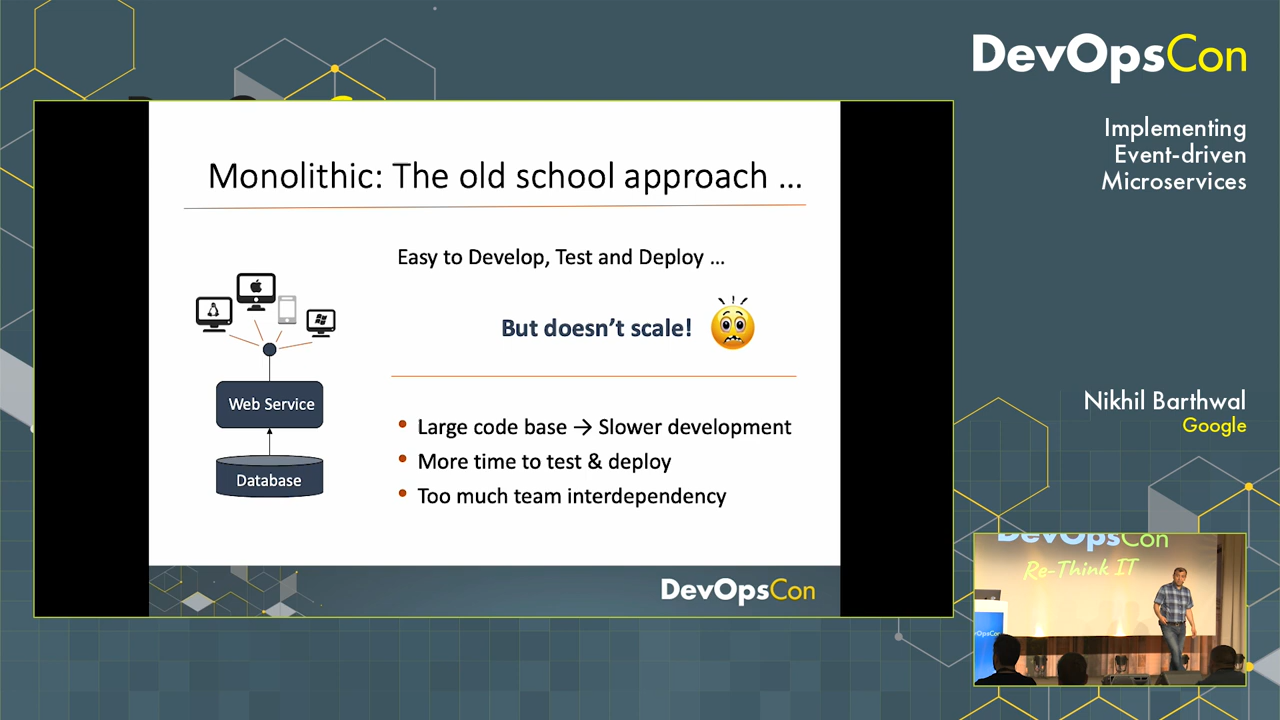 DevOpsCon
Implementing
Event-driven
Microservices
Monolithic: The old school approach ...
Easy to Develop, Test and Deploy ...
But doesn't scale!
Web Service
Database
• Large code base → Slower development
• More time to test & deploy
• Too much team interdependency
DevOpsCon
Nikhil Barthwal
Google
DevOpsCon
Re-Think IT